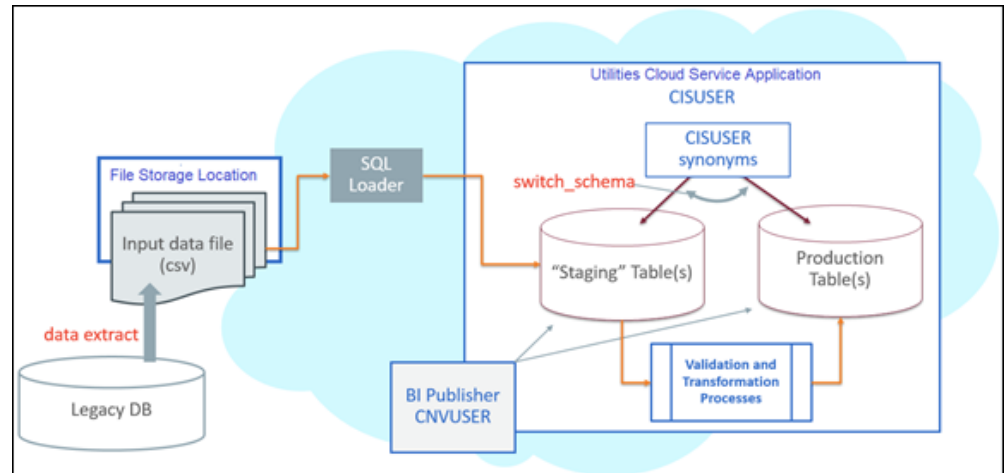 Utilities Cloud Service Application
CISUSER
CISUSER
synonyms
switch_schema
SQL
Loader
File Storage Location
Input data file
(csv)
"Staging" Table(s)
Production
Table(s)
data extract
Legacy DB
BI Publisher
CNVUSER
Validation and
Transformation
Processes